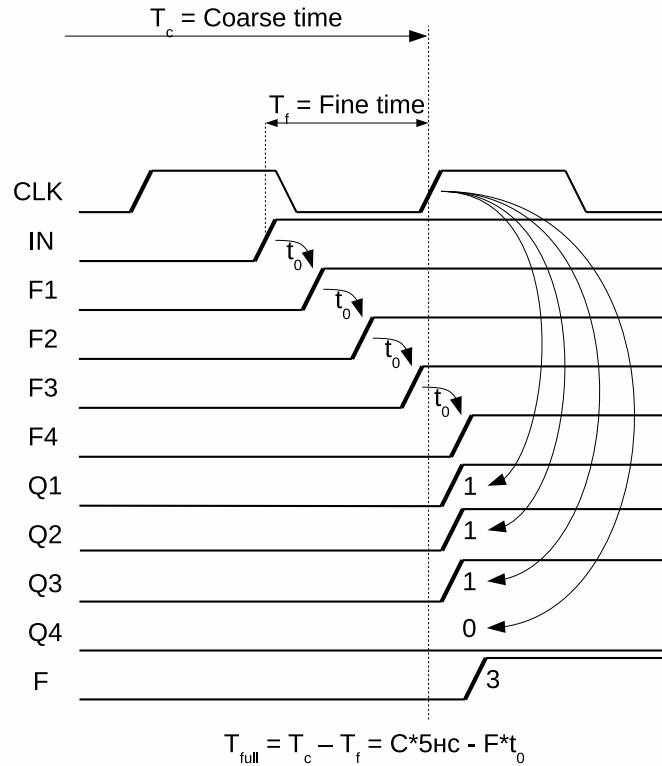 T_c = Coarse time
T_f = Fine time
CLK
IN
t_0
F1
t_0
F2
t_0
F3
t_0
F4
Q1 1
Q2 1
Q3 1
Q4 0
F 3
T_full = T_c – T_f = C*5нс - F*t_0